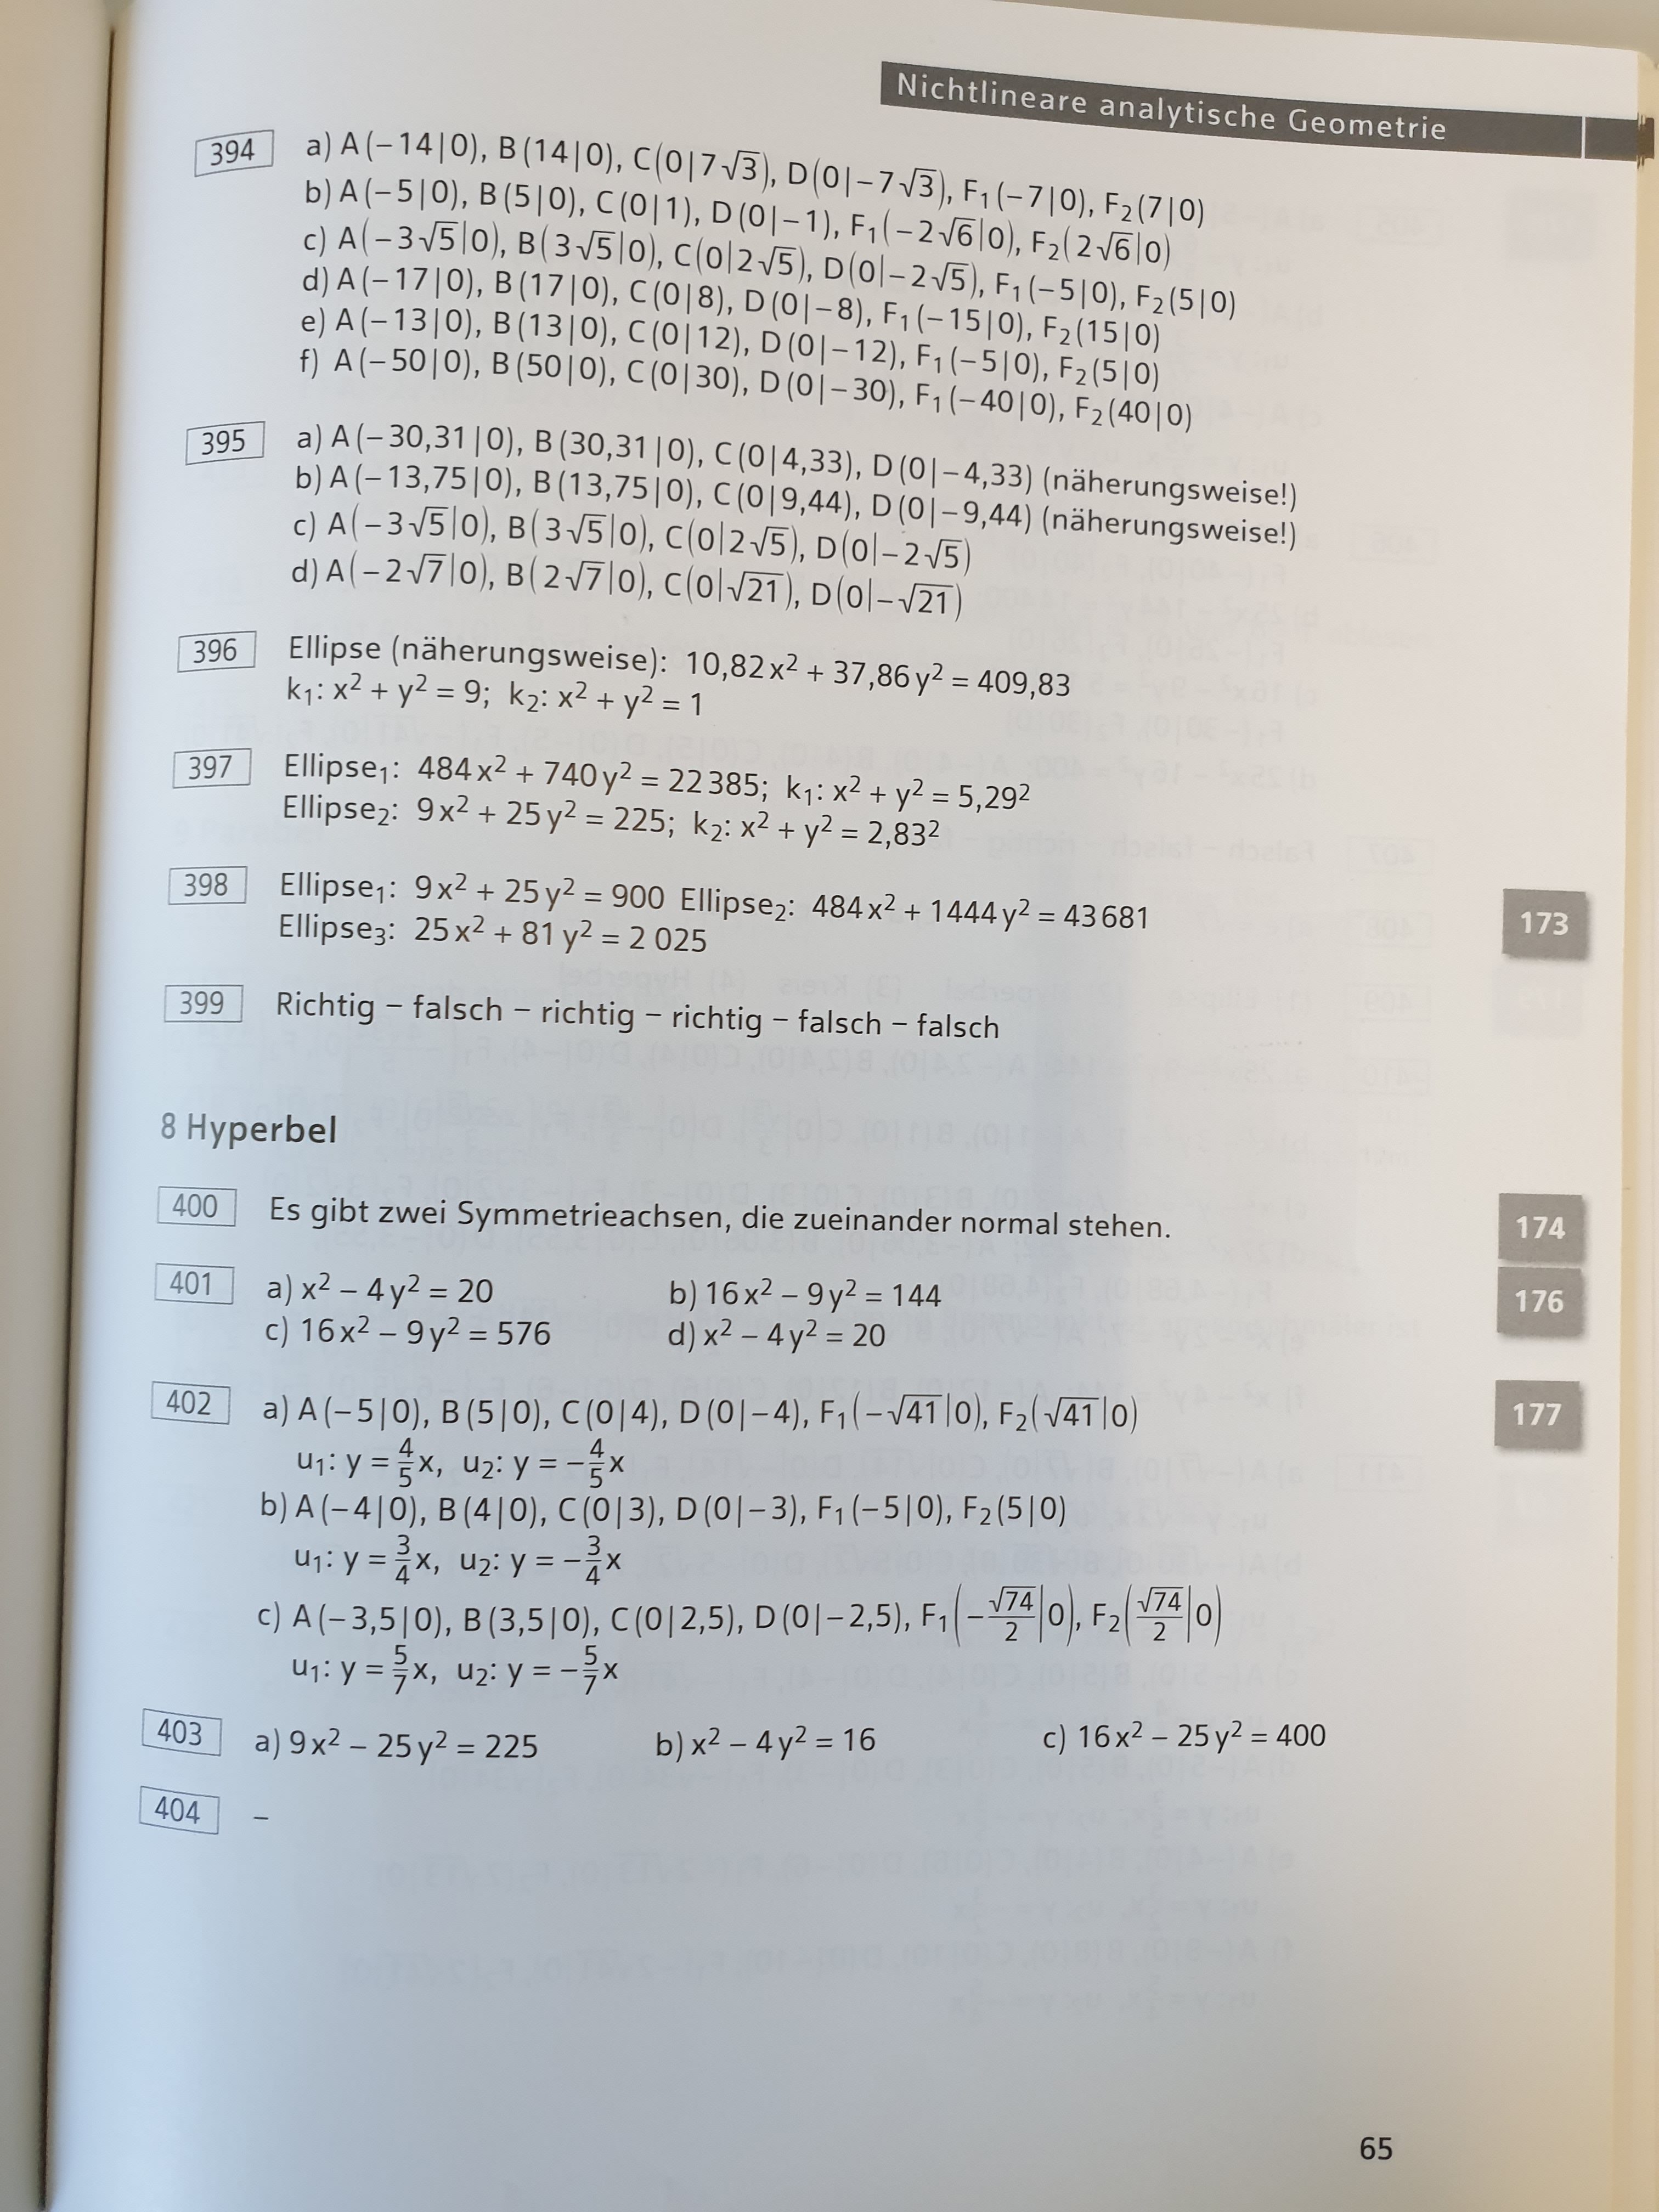 Nichtlineare analytische Geometrie
394 a) A(−14|0), B(14|0), C(0|7√3), D(0|−7√3), F₁(−7|0), F₂(7|0)
b) A(−5|0), B(5|0), C(0|1), D(0|−1), F₁(−2√6|0), F₂(2√6|0)
c) A(−3√5|0), B(3√5|0), C(0|2√5), D(0|−2√5), F₁(−5|0), F₂(5|0)
d) A(−17|0), B(17|0), C(0|8), D(0|−8), F₁(−15|0), F₂(15|0)
e) A(−13|0), B(13|0), C(0|12), D(0|−12), F₁(−5|0), F₂(5|0)
f) A(−50|0), B(50|0), C(0|30), D(0|−30), F₁(−40|0), F₂(40|0)
395 a) A(−30,31|0), B(30,31|0), C(0|4,33), D(0|−4,33) (näherungsweise!)
b) A(−13,75|0), B(13,75|0), C(0|9,44), D(0|−9,44) (näherungsweise!)
c) A(−3√5|0), B(3√5|0), C(0|2√5), D(0|−2√5)
d) A(−2√7|0), B(2√7|0), C(0|√21), D(0|−√21)
396 Ellipse (näherungsweise): 10,82x² + 37,86y² = 409,83
k₁: x² + y² = 9; k₂: x² + y² = 1
397 Ellipse₁: 484x² + 740y² = 22385; k₁: x² + y² = 5,29²
Ellipse₂: 9x² + 25y² = 225; k₂: x² + y² = 2,83²
398 Ellipse₁: 9x² + 25y² = 900 Ellipse₂: 484x² + 1444y² = 43681
173
Ellipse₃: 25x² + 81y² = 2 025
399 Richtig – falsch – richtig – richtig – falsch – falsch
8 Hyperbel
400 Es gibt zwei Symmetrieachsen, die zueinander normal stehen.
174
401 a) x² − 4y² = 20 b) 16x² − 9y² = 144
176
c) 16x² − 9y² = 576 d) x² − 4y² = 20
402 a) A(−5|0), B(5|0), C(0|4), D(0|−4), F₁(−√41|0), F₂(√41|0)
177
u₁: y = 4/5 x, u₂: y = −4/5 x
b) A(−4|0), B(4|0), C(0|3), D(0|−3), F₁(−5|0), F₂(5|0)
u₁: y = 3/4 x, u₂: y = −3/4 x
c) A(−3,5|0), B(3,5|0), C(0|2,5), D(0|−2,5), F₁(−√74/2|0), F₂(√74/2|0)
u₁: y = 5/7 x, u₂: y = −5/7 x
403 a) 9x² − 25y² = 225 b) x² − 4y² = 16 c) 16x² − 25y² = 400
404 –
65